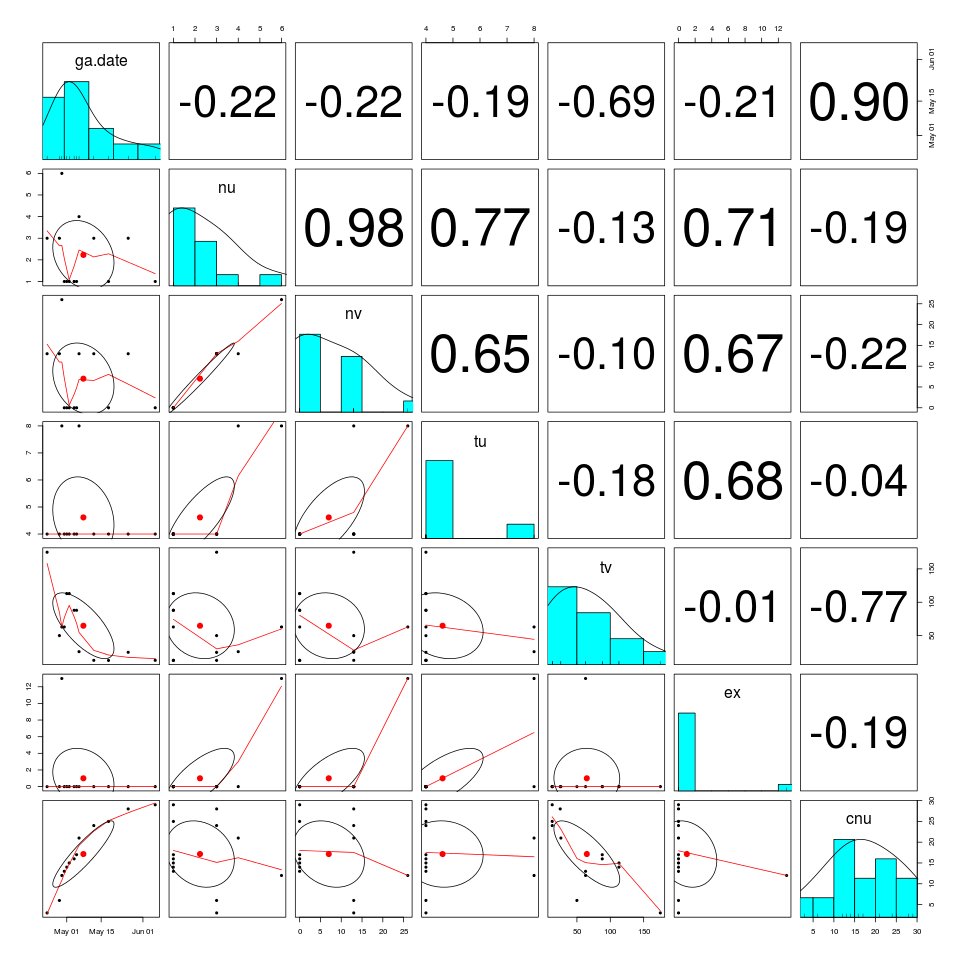 1 2 3 4 5 6 4 5 6 7 8 0 2 4 6 8 10 12
ga.date -0.22 -0.22 -0.19 -0.69 -0.21 0.90 May 01 May 15 Jun 01
1 2 3 4 5 6 nu 0.98 0.77 -0.13 0.71 -0.19
nv 0.65 -0.10 0.67 -0.22 0 5 10 15 20 25
4 5 6 7 8 tu -0.18 0.68 -0.04
tv -0.01 -0.77 50 100 150
0 2 4 6 8 10 12 ex -0.19
cnu 5 10 15 20 25 30
May 01 May 15 Jun 01 0 5 10 15 20 25 50 100 150 5 10 15 20 25 30